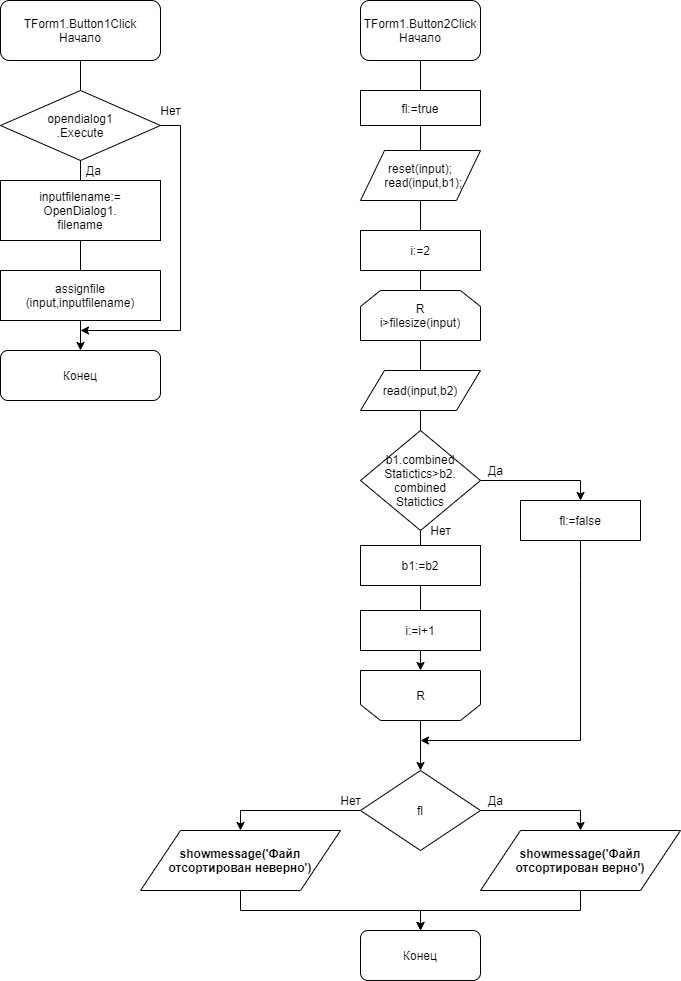 TForm1.Button1Click
Начало
opendialog1
.Execute
Нет
Да
inputfilename:=
OpenDialog1.
filename
assignfile
(input,inputfilename)
Конец
TForm1.Button2Click
Начало
fl:=true
reset(input);
read(input,b1);
i:=2
R
i>filesize(input)
read(input,b2)
b1.combined
Statictics>b2.
combined
Statictics
Да
fl:=false
Нет
b1:=b2
i:=i+1
R
fl
Нет
Да
showmessage('Файл
отсортирован неверно')
showmessage('Файл
отсортирован верно')
Конец